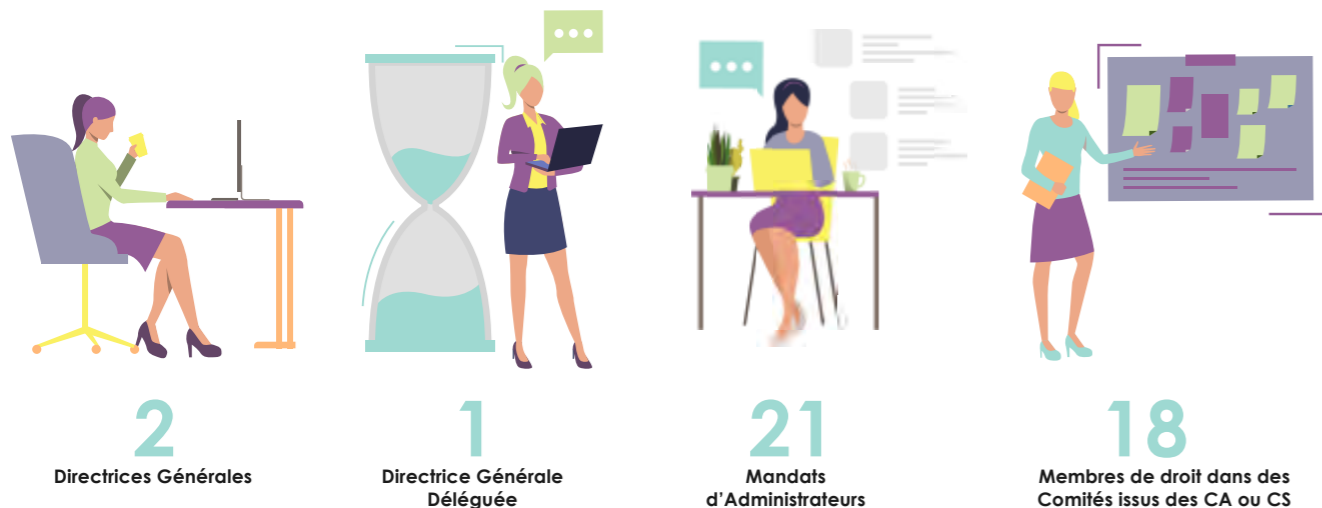 2
Directrices Générales
1
Directrice Générale
Déléguée
21
Mandats
d'Administrateurs
18
Membres de droit dans des
Comités issus des CA ou CS